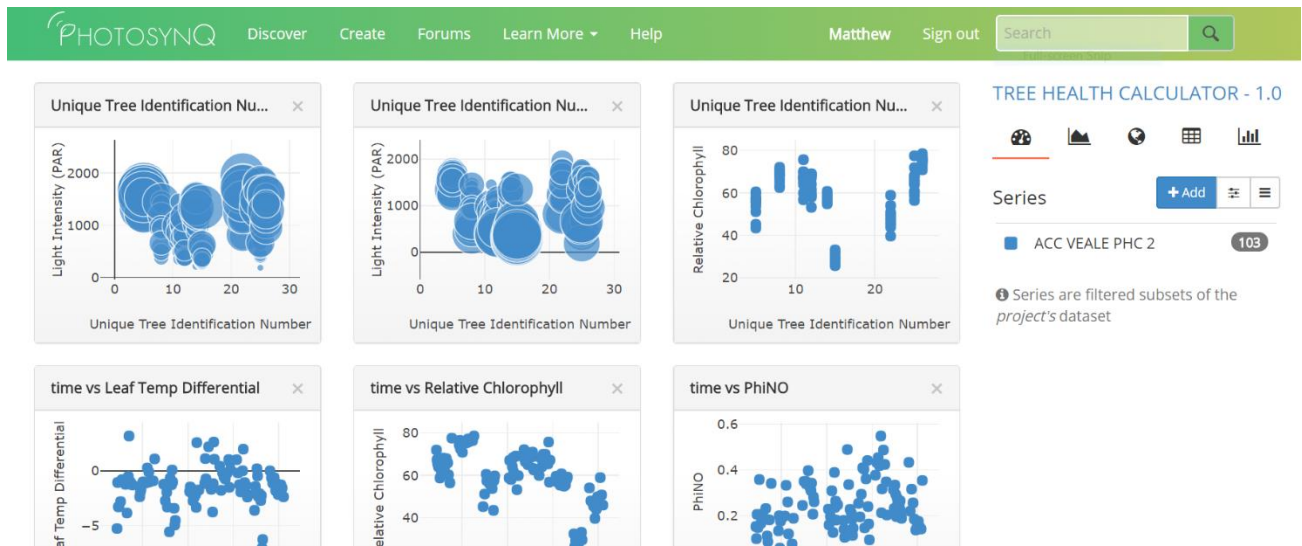 PHOTOSYNQ Discover Create Forums Learn More Help Matthew Sign out Search
Full-screen Snip
Unique Tree Identification Nu... ×
Light Intensity (PAR)
2000
1000
0
0 10 20 30
Unique Tree Identification Number
Unique Tree Identification Nu... ×
Light Intensity (PAR)
2000
1000
0
0 10 20 30
Unique Tree Identification Number
Unique Tree Identification Nu... ×
Relative Chlorophyll
80
60
40
20
10 20
Unique Tree Identification Number
TREE HEALTH CALCULATOR - 1.0
Series + Add
ACC VEALE PHC 2 103
Series are filtered subsets of the
project's dataset
time vs Leaf Temp Differential ×
af Temp Differential
0
−5
time vs Relative Chlorophyll ×
elative Chlorophyll
80
60
40
time vs PhiNO ×
PhiNO
0.6
0.4
0.2